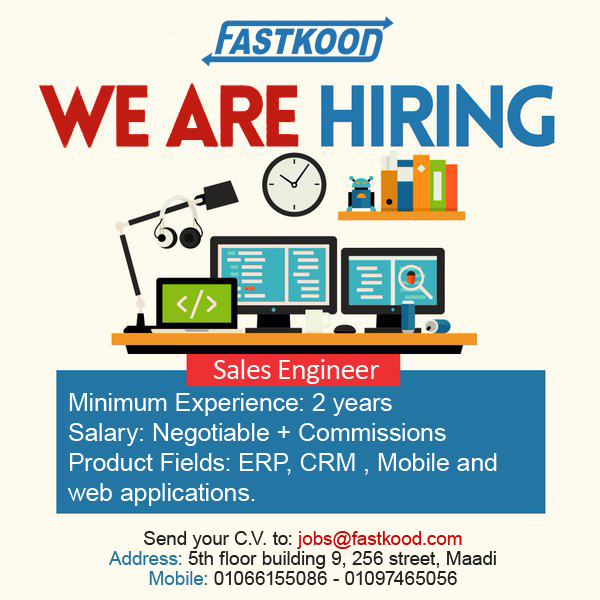 FASTKOOD
WE ARE HIRING
</>
Sales Engineer
Minimum Experience: 2 years
Salary: Negotiable + Commissions
Product Fields: ERP, CRM , Mobile and
web applications.
Send your C.V. to: jobs@fastkood.com
Address: 5th floor building 9, 256 street, Maadi
Mobile: 01066155086 - 01097465056